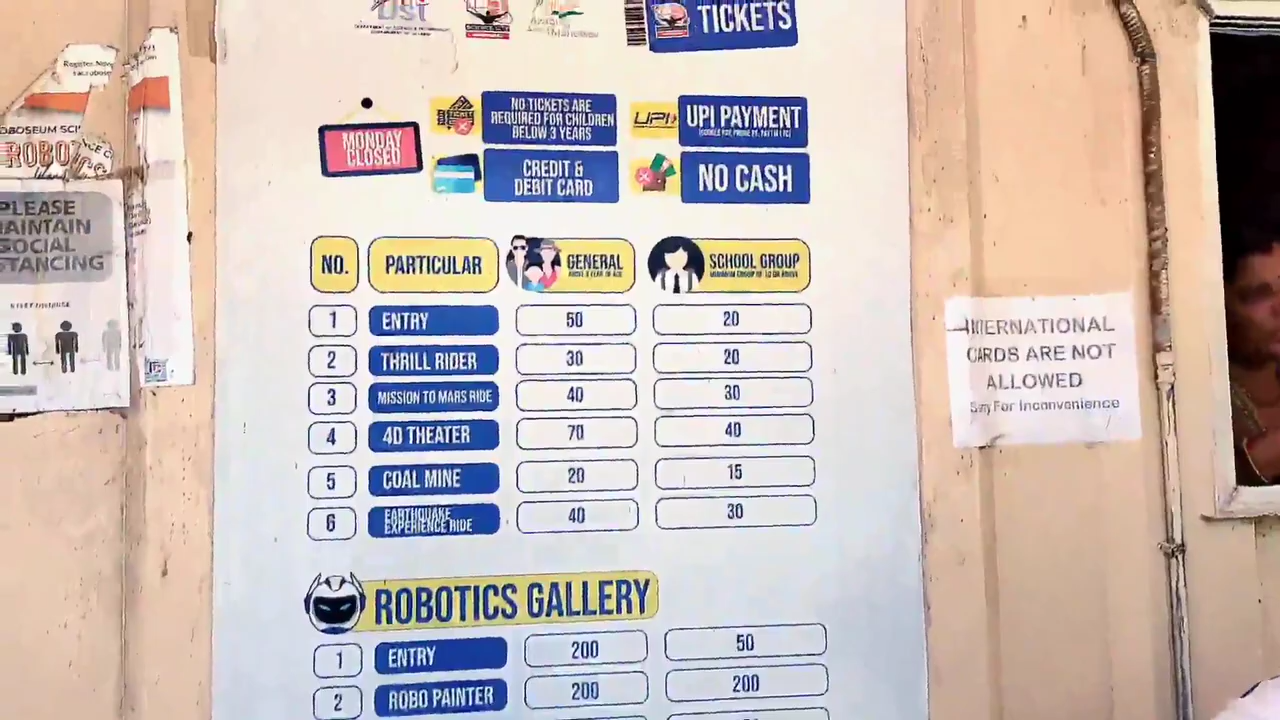 TICKETS
MONDAY
CLOSED
NO TICKETS ARE
REQUIRED FOR CHILDREN
BELOW 3 YEARS
UPI
UPI PAYMENT
CREDIT &
DEBIT CARD
NO CASH
NO. PARTICULAR GENERAL SCHOOL GROUP
1 ENTRY 50 20
2 THRILL RIDER 30 20
3 MISSION TO MARS RIDE 40 30
4 4D THEATER 70 40
5 COAL MINE 20 15
6 EARTHQUAKE
EXPERIENCE RIDE 40 30
ROBOTICS GALLERY
1 ENTRY 200 50
2 ROBO PAINTER 200 200
PLEASE
MAINTAIN
SOCIAL
STANCING
INTERNATIONAL
CARDS ARE NOT
ALLOWED
For Inconvenience